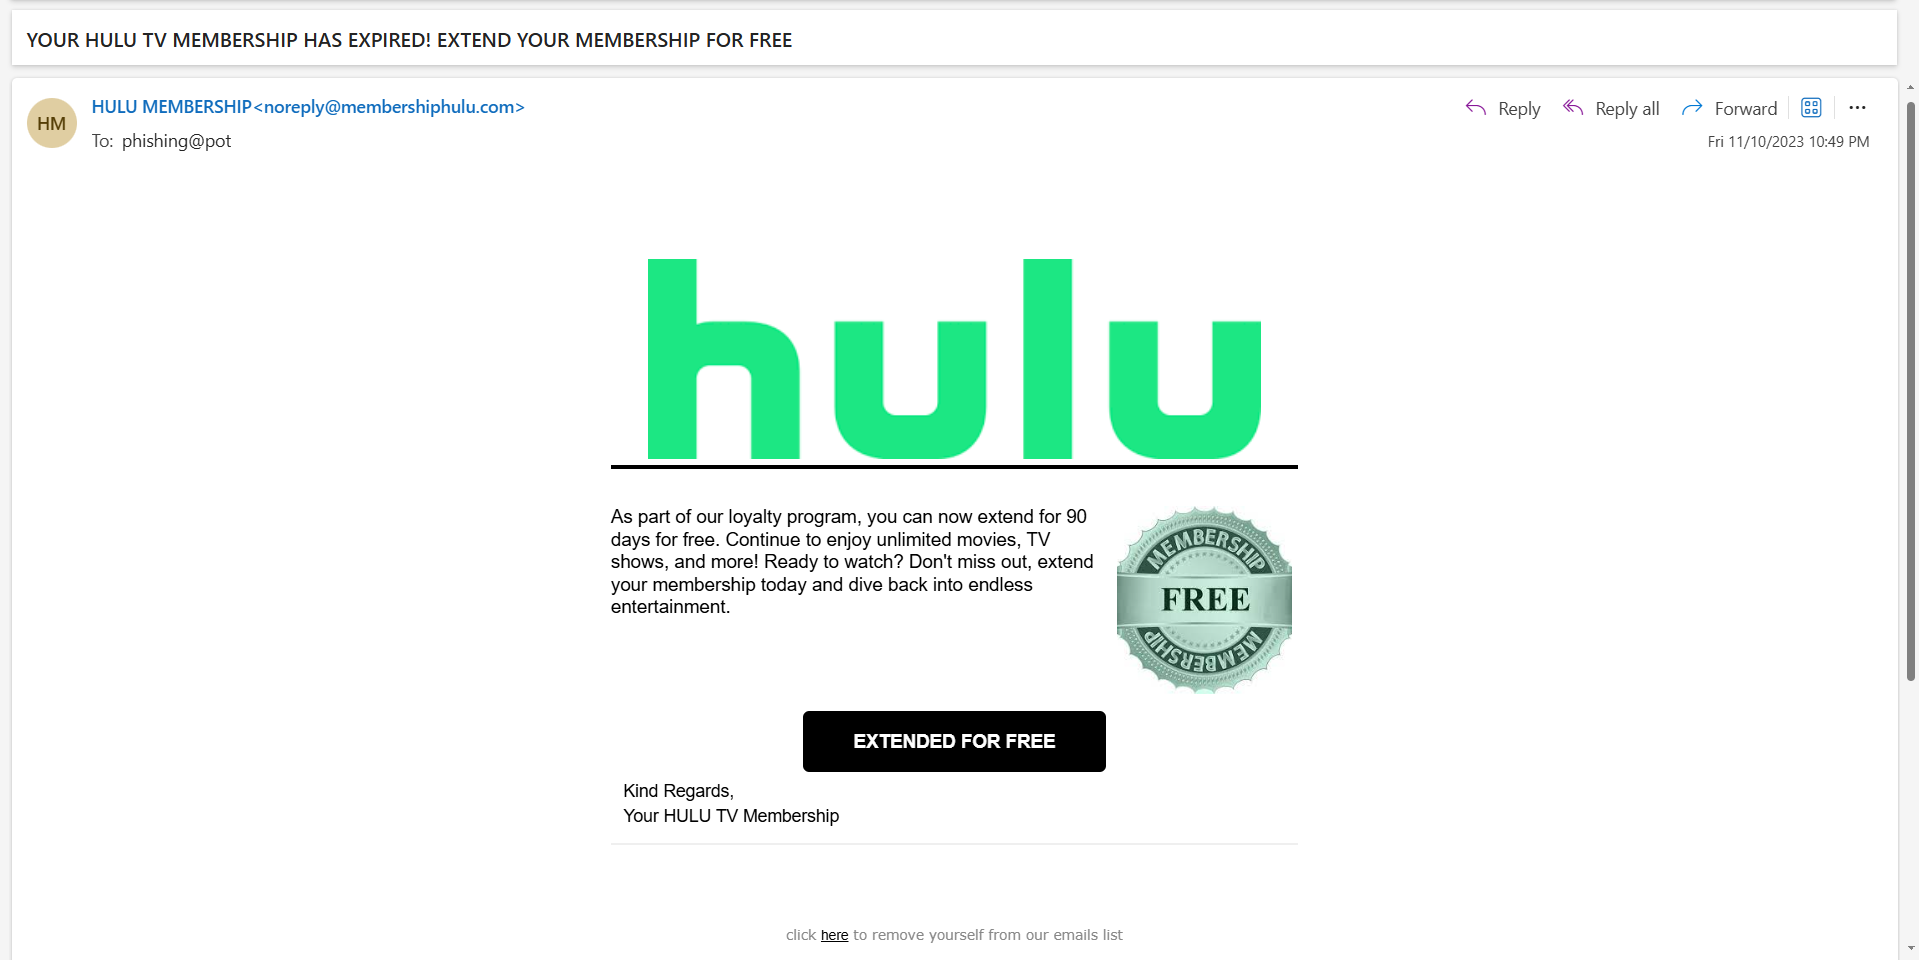 YOUR HULU TV MEMBERSHIP HAS EXPIRED! EXTEND YOUR MEMBERSHIP FOR FREE
HM
HULU MEMBERSHIP<noreply@membershiphulu.com>
To: phishing@pot
Reply
Reply all
Forward
Fri 11/10/2023 10:49 PM
hulu
As part of our loyalty program, you can now extend for 90
days for free. Continue to enjoy unlimited movies, TV
shows, and more! Ready to watch? Don't miss out, extend
your membership today and dive back into endless
entertainment.
MEMBERSHIP
FREE
MEMBERSHIP
EXTENDED FOR FREE
Kind Regards,
Your HULU TV Membership
click here to remove yourself from our emails list